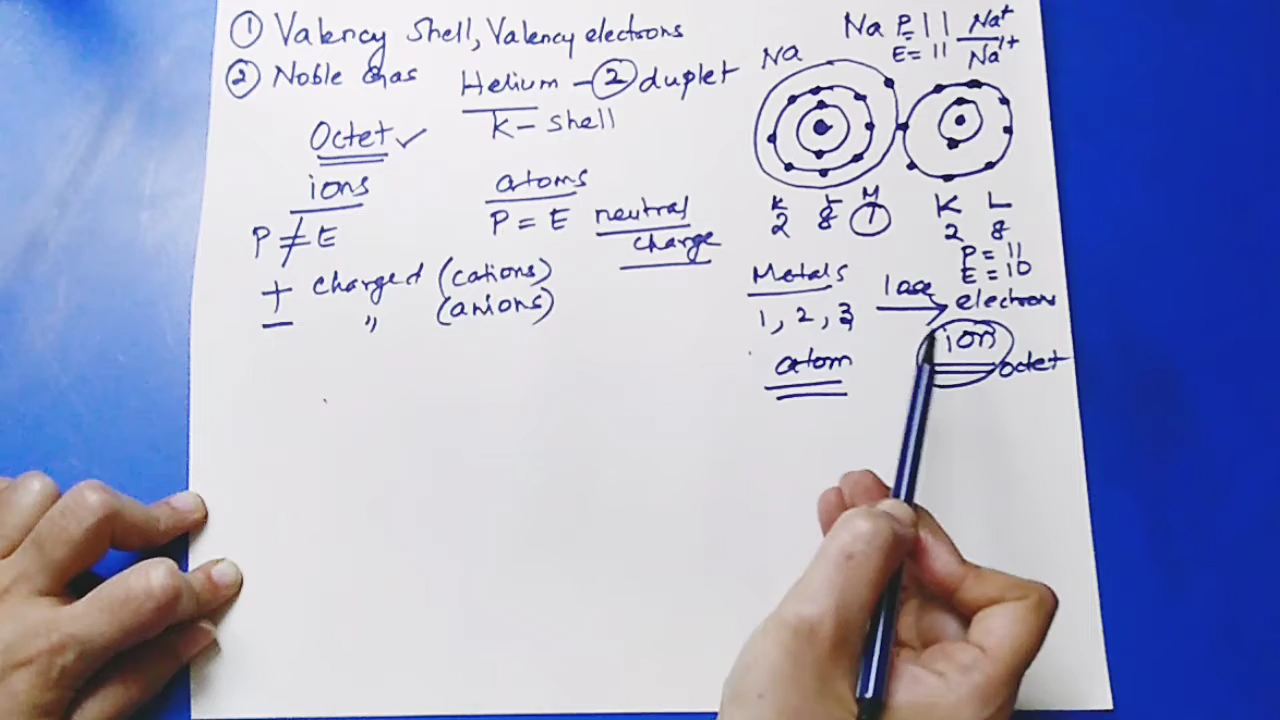 ① Valency Shell, Valency electrons
② Noble Gas
Helium - 2 duplet
K - shell
Octet ✓
ions
P ≠ E
atoms
P = E neutral
charge
+ charged (cations)
- " (anions)
Na P = 11 Na+
E = 11 Na1+
Na
K L M
2 8 1
K L
2 8
P = 11
E = 10
Metals
1, 2, 3
electron
atom
ion
octet